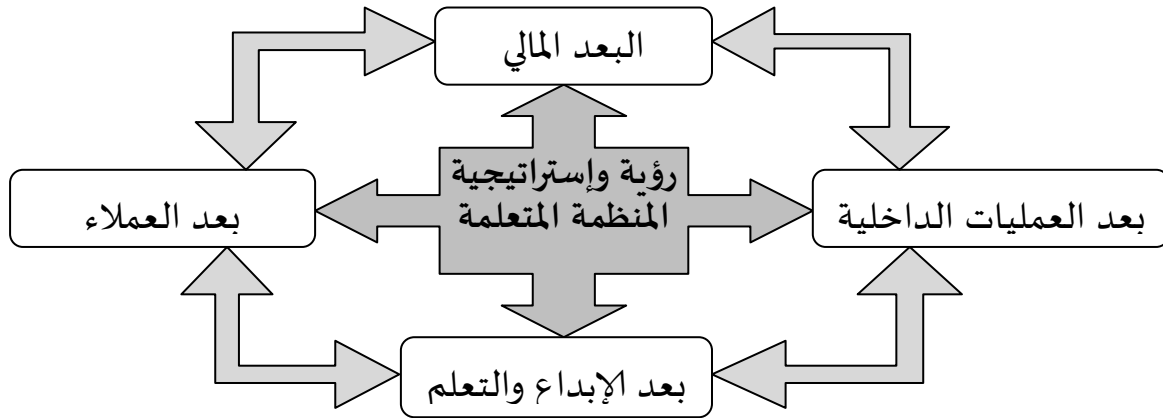 البعد المالي
رؤية وإستراتيجية
المنظمة المتعلمة
بعد العمليات الداخلية
بعد العملاء
بعد الإبداع والتعلم